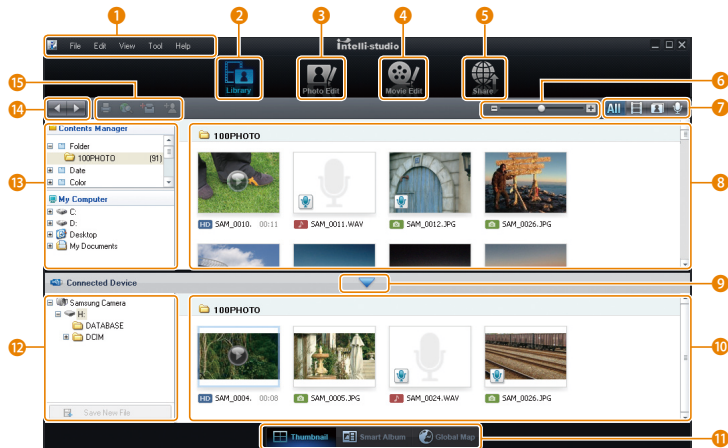 1
2
3
4
5
File Edit View Tool Help
intelli-studio
Library
Photo Edit
Movie Edit
Share
15
6
14
All
7
Contents Manager
Folder
100PHOTO (91)
Date
Color
13
My Computer
C:
D:
Desktop
My Documents
100PHOTO
HD SAM_0010. 00:11
SAM_0011.WAV
SAM_0012.JPG
SAM_0026.JPG
8
Connected Device
9
Samsung Camera
H:
DATABASE
DCIM
12
Save New File
100PHOTO
HD SAM_0004. 00:08
SAM_0005.JPG
SAM_0024.WAV
SAM_0026.JPG
10
Thumbnail
Smart Album
Global Map
11